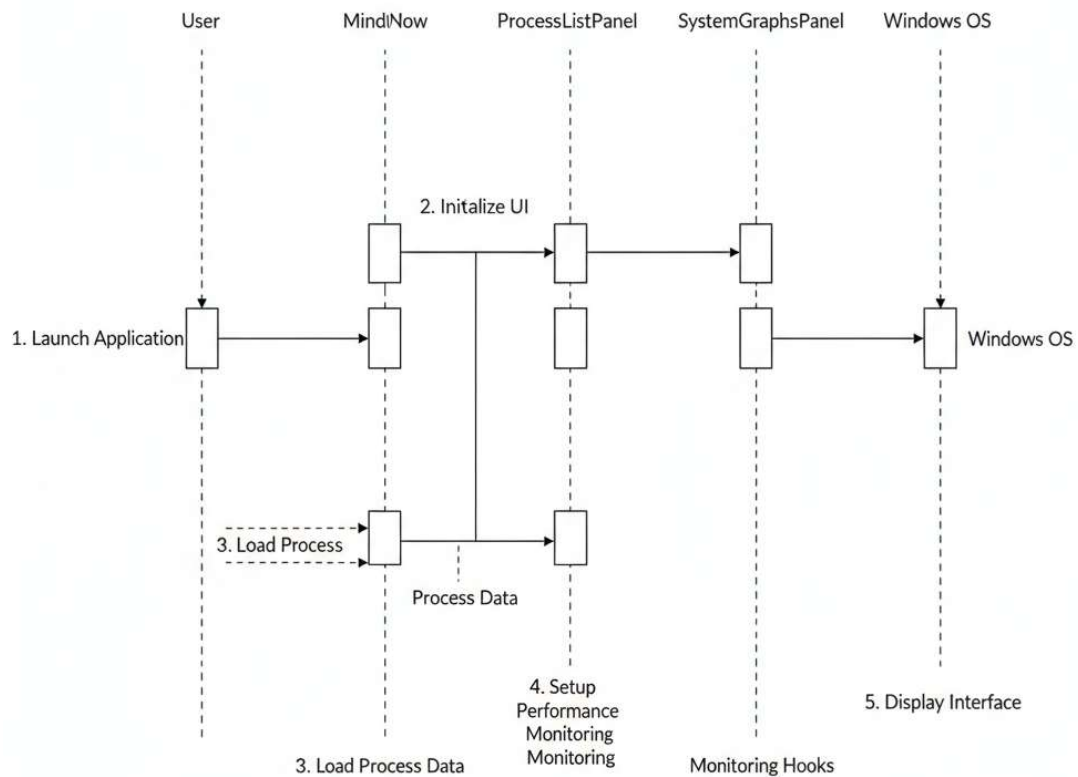 User
MindNow
ProcessListPanel
SystemGraphsPanel
Windows OS
2. Initalize UI
1. Launch Application
Windows OS
3. Load Process
Process Data
4. Setup
Performance
Monitoring
Monitoring
5. Display Interface
3. Load Process Data
Monitoring Hooks